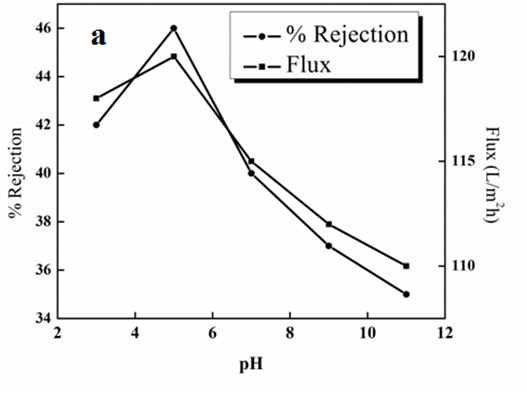 a
% Rejection
Flux
46
44
42
40
38
36
34
% Rejection
120
115
110
Flux (L/m²h)
2
4
6
8
10
12
pH